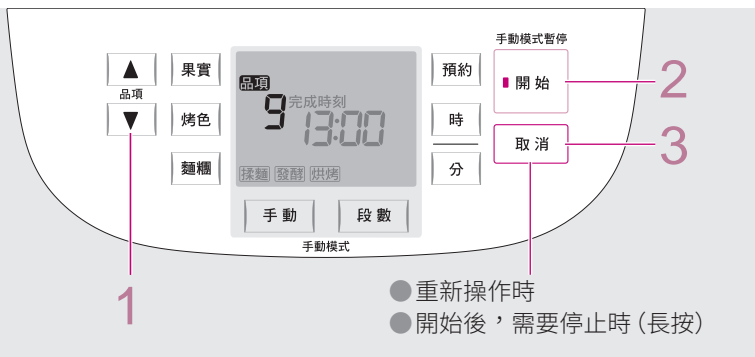 手動模式暫停
▲
果實
預約
開始
2
品項
品項
9
完成時刻
13:00
▼
烤色
時
取消
3
麵糰
分
揉麵 發酵 烘烤
手動
段數
手動模式
1
●重新操作時
●開始後，需要停止時（長按）